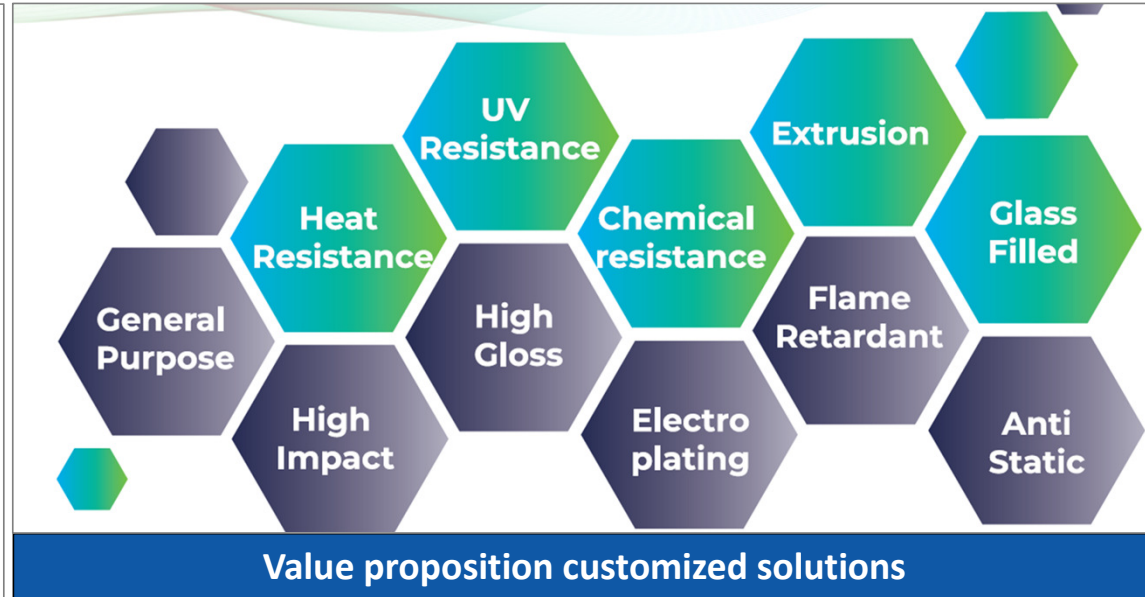 UV
Resistance
Extrusion
Heat
Resistance
Chemical
resistance
Glass
Filled
General
Purpose
High
Gloss
Flame
Retardant
High
Impact
Electro
plating
Anti
Static
Value proposition customized solutions